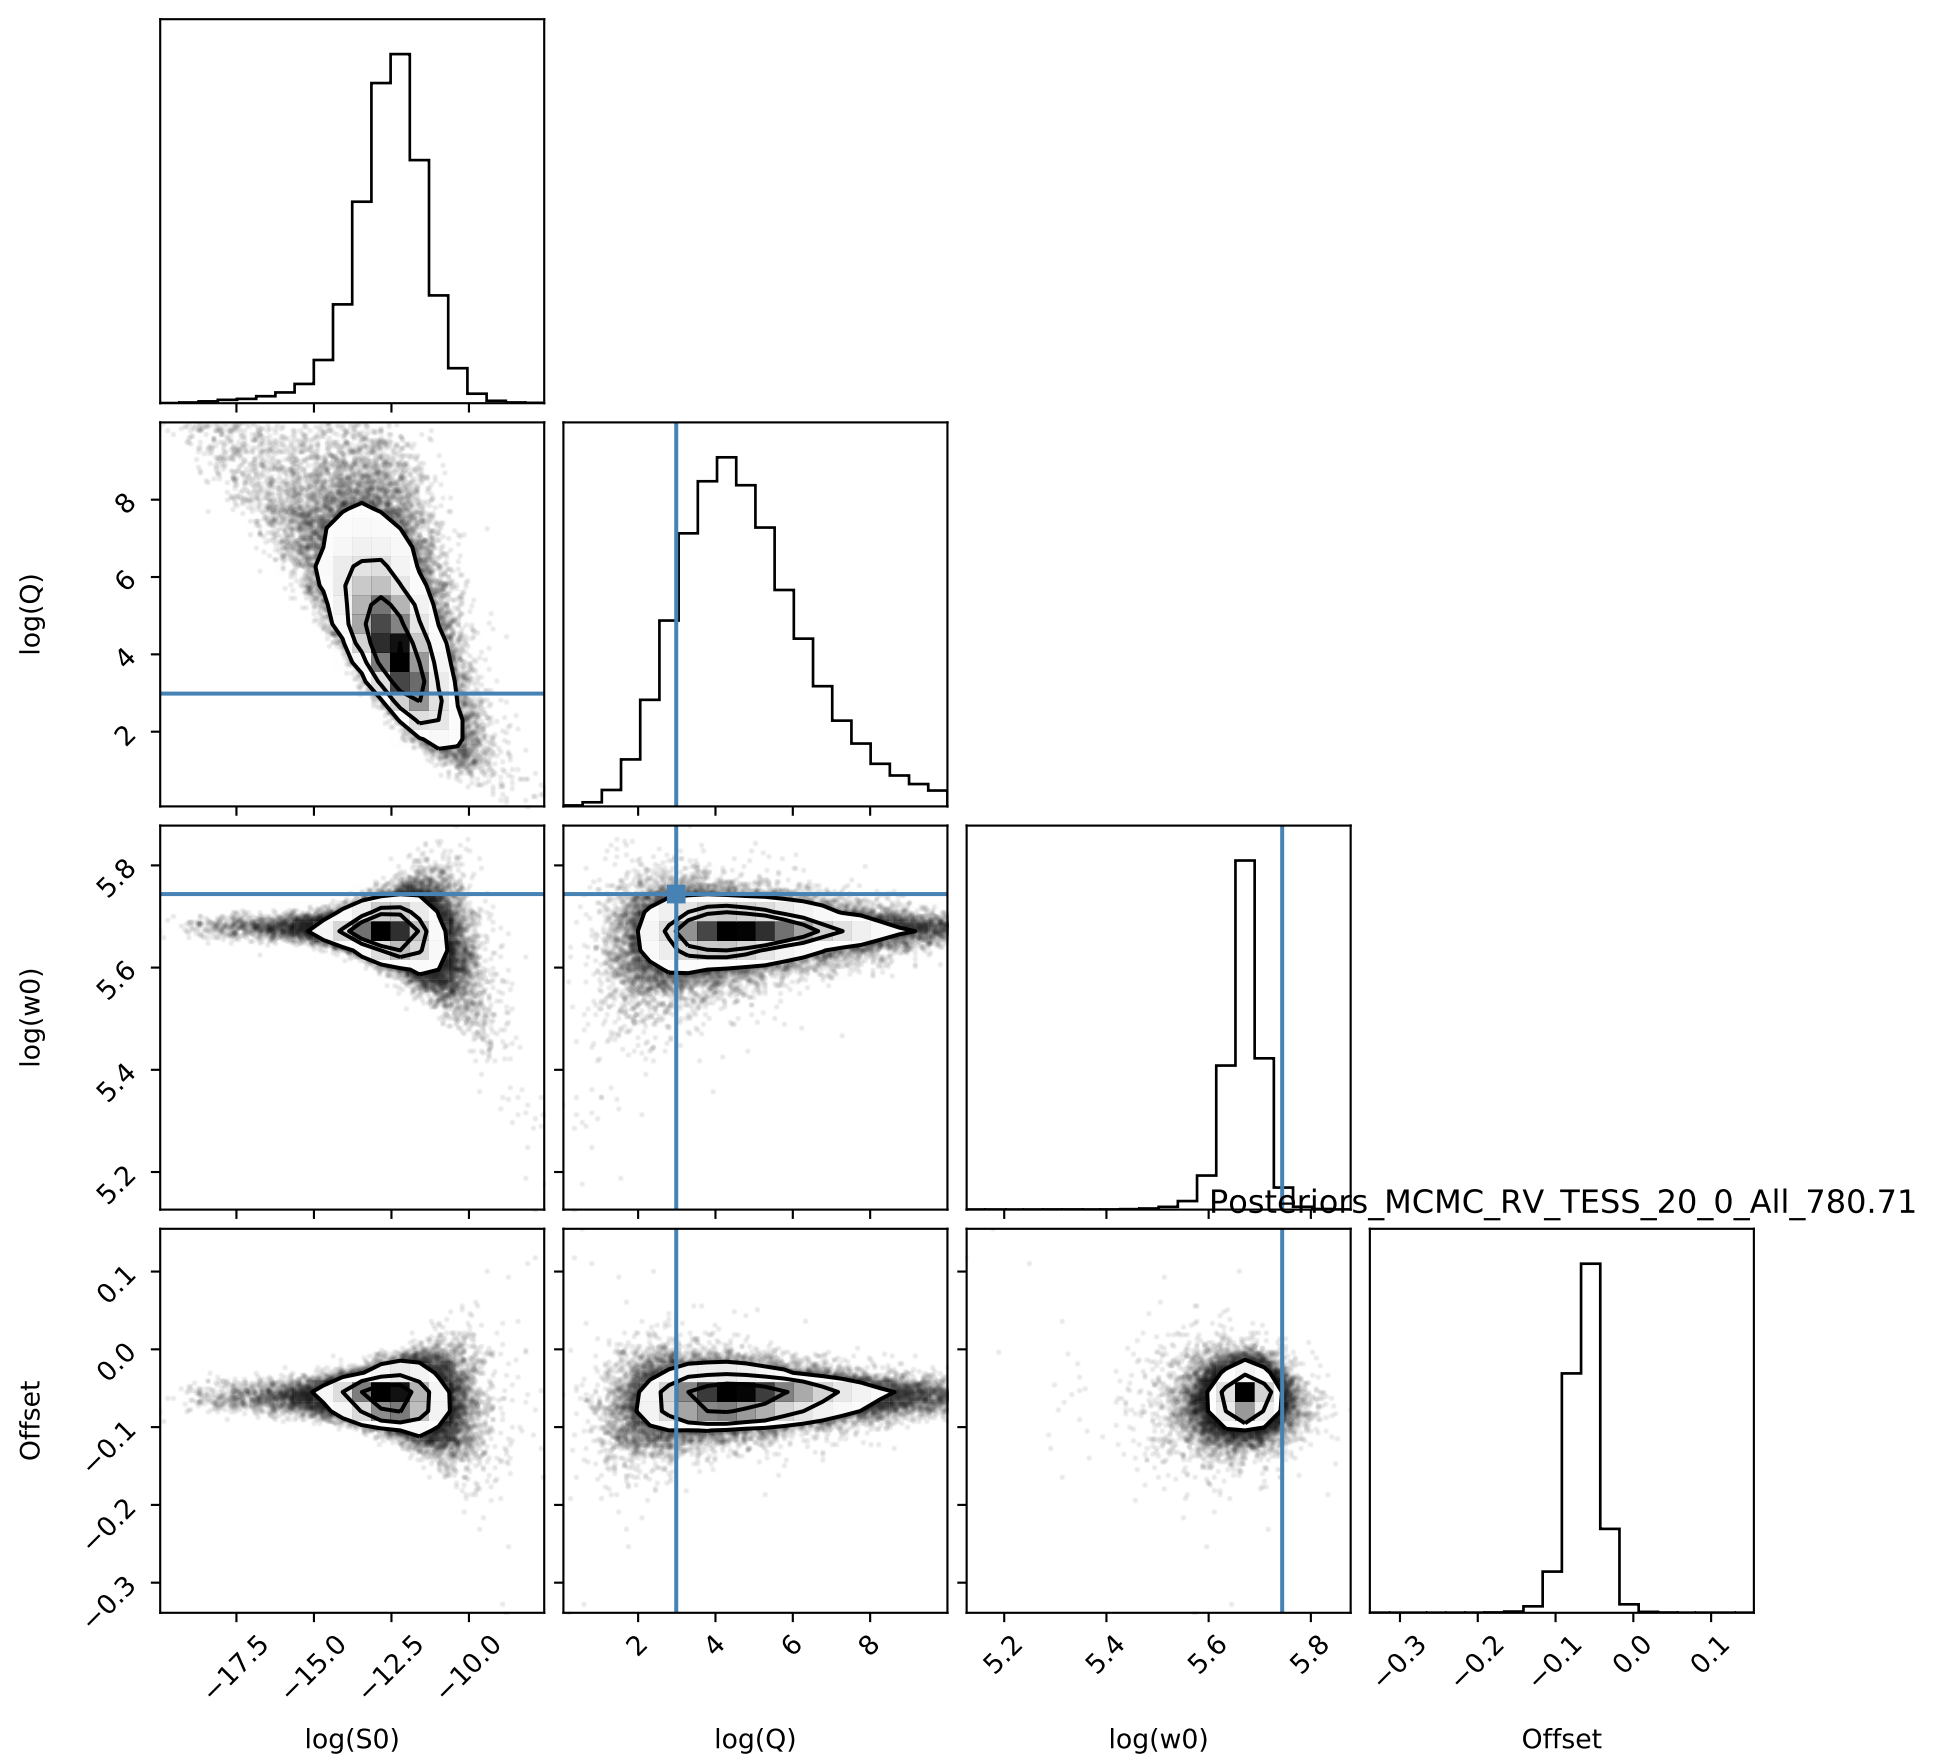 log(Q)
8
6
4
2
log(w0)
5.8
5.6
5.4
5.2
Posteriors_MCMC_RV_TESS_20_0_All_780.71
Offset
0.1
0.0
−0.1
−0.2
−0.3
−17.5 −15.0 −12.5 −10.0
2 4 6 8
5.2 5.4 5.6 5.8
−0.3 −0.2 −0.1 0.0 0.1
log(S0) log(Q) log(w0) Offset